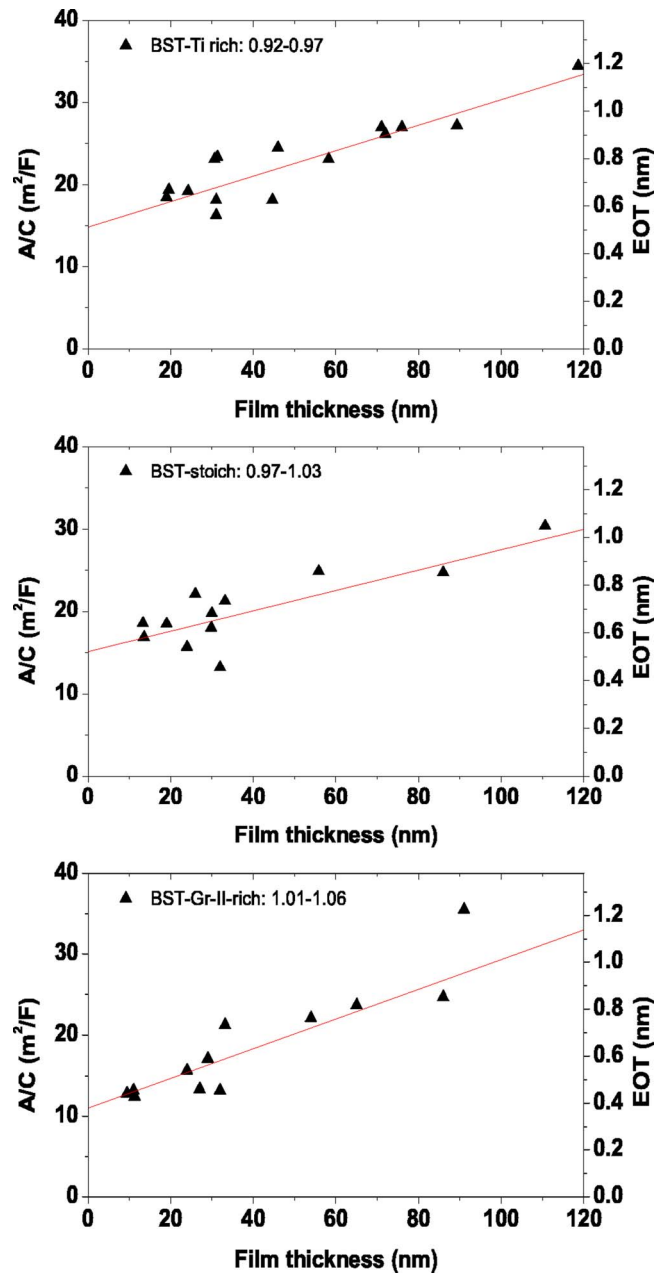 40
▲ BST-Ti rich: 0.92-0.97
1.2
30
1.0
A/C (m²/F)
20
0.8
EOT (nm)
0.6
10
0.4
0.2
0
0.0
0 20 40 60 80 100 120
Film thickness (nm)
40
▲ BST-stoich: 0.97-1.03
1.2
30
1.0
A/C (m²/F)
0.8
EOT (nm)
20
0.6
10
0.4
0.2
0
0.0
0 20 40 60 80 100 120
Film thickness (nm)
40
▲ BST-Gr-II-rich: 1.01-1.06
1.2
30
1.0
A/C (m²/F)
0.8
EOT (nm)
20
0.6
10
0.4
0.2
0
0.0
0 20 40 60 80 100 120
Film thickness (nm)